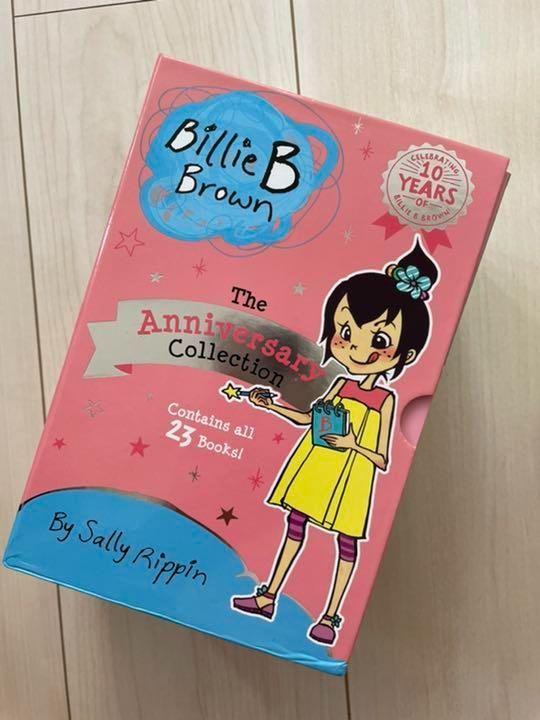 Billie B
Brown
CELEBRATING
10
YEARS
OF
BILLIE B BROWN
The
Anniversary
Collection
Contains all
23 Books!
B
By Sally Rippin